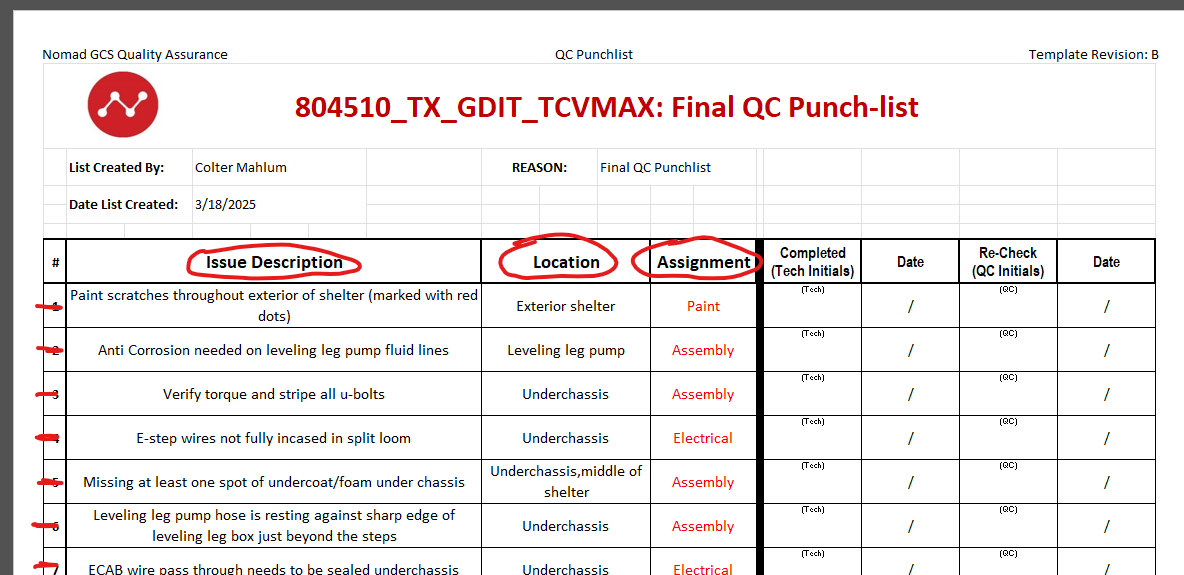 Nomad GCS Quality Assurance QC Punchlist Template Revision: B
804510_TX_GDIT_TCVMAX: Final QC Punch-list
List Created By: Colter Mahlum REASON: Final QC Punchlist
Date List Created: 3/18/2025
# Issue Description Location Assignment Completed (Tech Initials) Date Re-Check (QC Initials) Date
1 Paint scratches throughout exterior of shelter (marked with red dots) Exterior shelter Paint (Tech) / (QC) /
2 Anti Corrosion needed on leveling leg pump fluid lines Leveling leg pump Assembly (Tech) / (QC) /
3 Verify torque and stripe all u-bolts Underchassis Assembly (Tech) / (QC) /
4 E-step wires not fully incased in split loom Underchassis Electrical (Tech) / (QC) /
5 Missing at least one spot of undercoat/foam under chassis Underchassis,middle of shelter Assembly (Tech) / (QC) /
6 Leveling leg pump hose is resting against sharp edge of leveling leg box just beyond the steps Underchassis Assembly (Tech) / (QC) /
7 ECAB wire pass through needs to be sealed underchassis Underchassis Electrical (Tech) / (QC) /